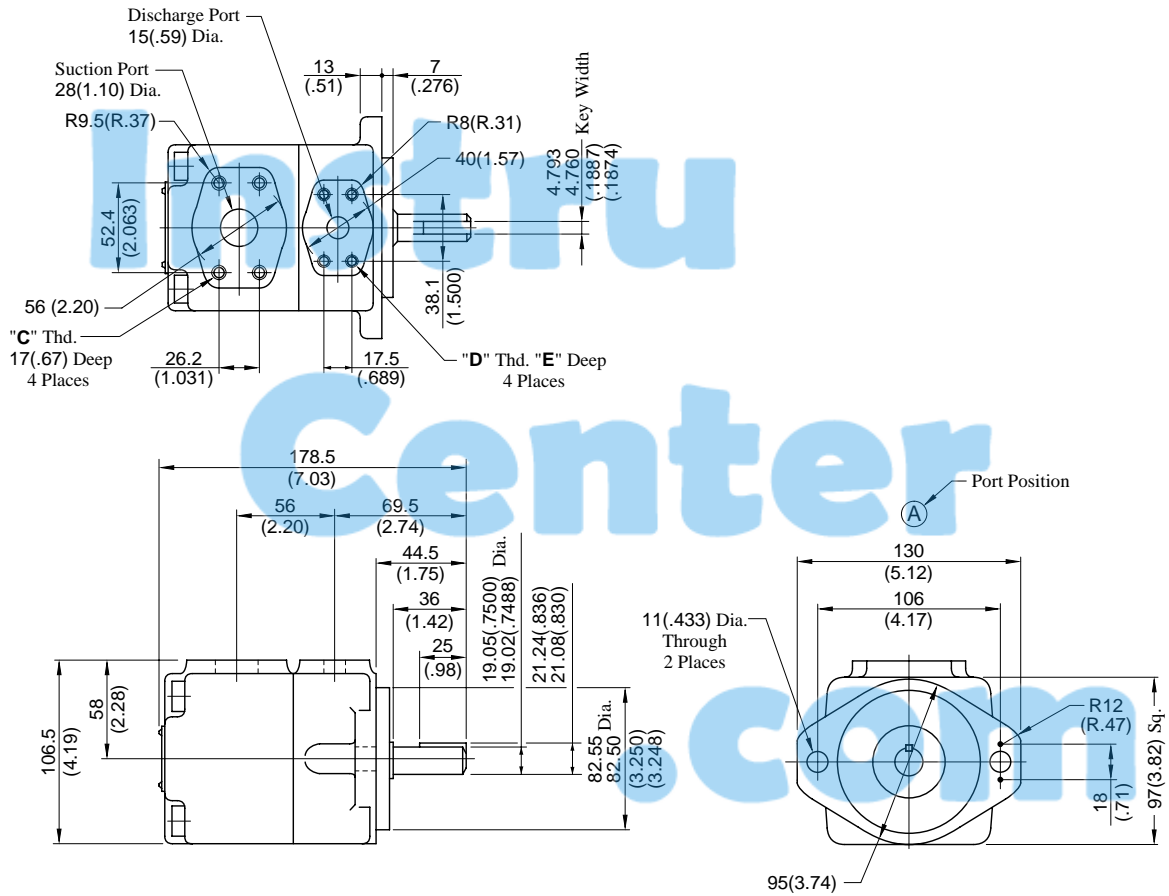 Discharge Port
15(.59) Dia.
Suction Port
28(1.10) Dia.
R9.5(R.37)
13
(.51)
7
(.276)
R8(R.31)
40(1.57)
4.793
4.760
(.1887)
(.1874)
Key Width
52.4
(2.063)
56 (2.20)
"C" Thd.
17(.67) Deep
4 Places
26.2
(1.031)
17.5
(.689)
38.1
(1.500)
"D" Thd. "E" Deep
4 Places
Instru
Center
.com
178.5
(7.03)
56
(2.20)
69.5
(2.74)
44.5
(1.75)
36
(1.42)
25
(.98)
19.05(.7500)
19.02(.7488)
Dia.
21.24(.836)
21.08(.830)
82.55
82.50
(3.250)
(3.248)
Dia.
106.5
(4.19)
58
(2.28)
Port Position
A
130
(5.12)
106
(4.17)
11(.433) Dia.
Through
2 Places
R12
(R.47)
18
(.71)
97(3.82) Sq.
95(3.74)